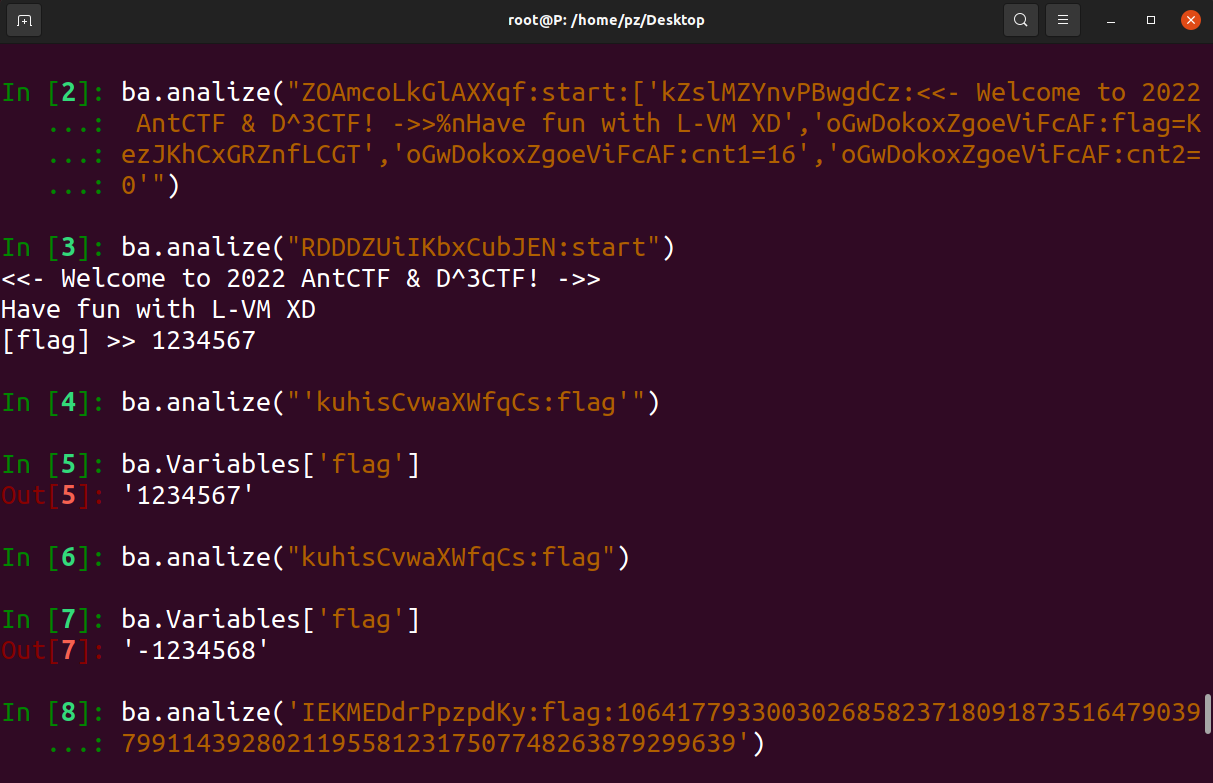 root@P: /home/pz/Desktop
In [2]: ba.analize("ZOAmcoLkGlAXXqf:start:['kZslMZYnvPBwgdCz:<<- Welcome to 2022
...: AntCTF & D^3CTF! ->>%nHave fun with L-VM XD','oGwDokoxZgoeViFcAF:flag=K
...: ezJKhCxGRZnfLCGT','oGwDokoxZgoeViFcAF:cnt1=16','oGwDokoxZgoeViFcAF:cnt2=
...: 0'")
In [3]: ba.analize("RDDDZUiIKbxCubJEN:start")
<<- Welcome to 2022 AntCTF & D^3CTF! ->>
Have fun with L-VM XD
[flag] >> 1234567
In [4]: ba.analize("'kuhisCvwaXWfqCs:flag'")
In [5]: ba.Variables['flag']
Out[5]: '1234567'
In [6]: ba.analize("kuhisCvwaXWfqCs:flag")
In [7]: ba.Variables['flag']
Out[7]: '-1234568'
In [8]: ba.analize('IEKMEDdrPpzpdKy:flag:106417793300302685823718091873516479039
...: 79911439280211955812317507748263879299639')